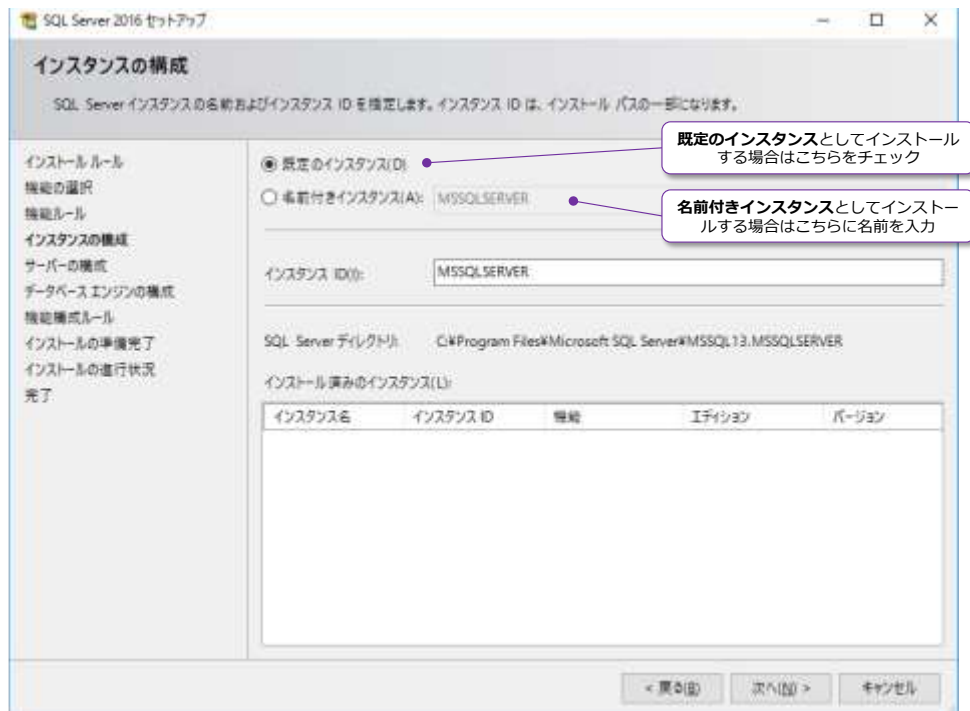 SQL Server 2016 セットアップ
インスタンスの構成
SQL Server インスタンスの名前およびインスタンス ID を指定します。インスタンス ID は、インストール パスの一部になります。
インストール ルール
機能の選択
機能ルール
インスタンスの構成
サーバーの構成
データベース エンジンの構成
機能構成ルール
インストールの準備完了
インストールの進行状況
完了
既定のインスタンス(D)
既定のインスタンスとしてインストール
する場合はこちらをチェック
名前付きインスタンス(A): MSSQLSERVER
名前付きインスタンスとしてインストー
ルする場合はこちらに名前を入力
インスタンス ID(I): MSSQLSERVER
SQL Server ディレクトリ: C:¥Program Files¥Microsoft SQL Server¥MSSQL13.MSSQLSERVER
インストール済みのインスタンス(L):
インスタンス名 インスタンス ID 機能 エディション バージョン
< 戻る(B) 次へ(N) > キャンセル